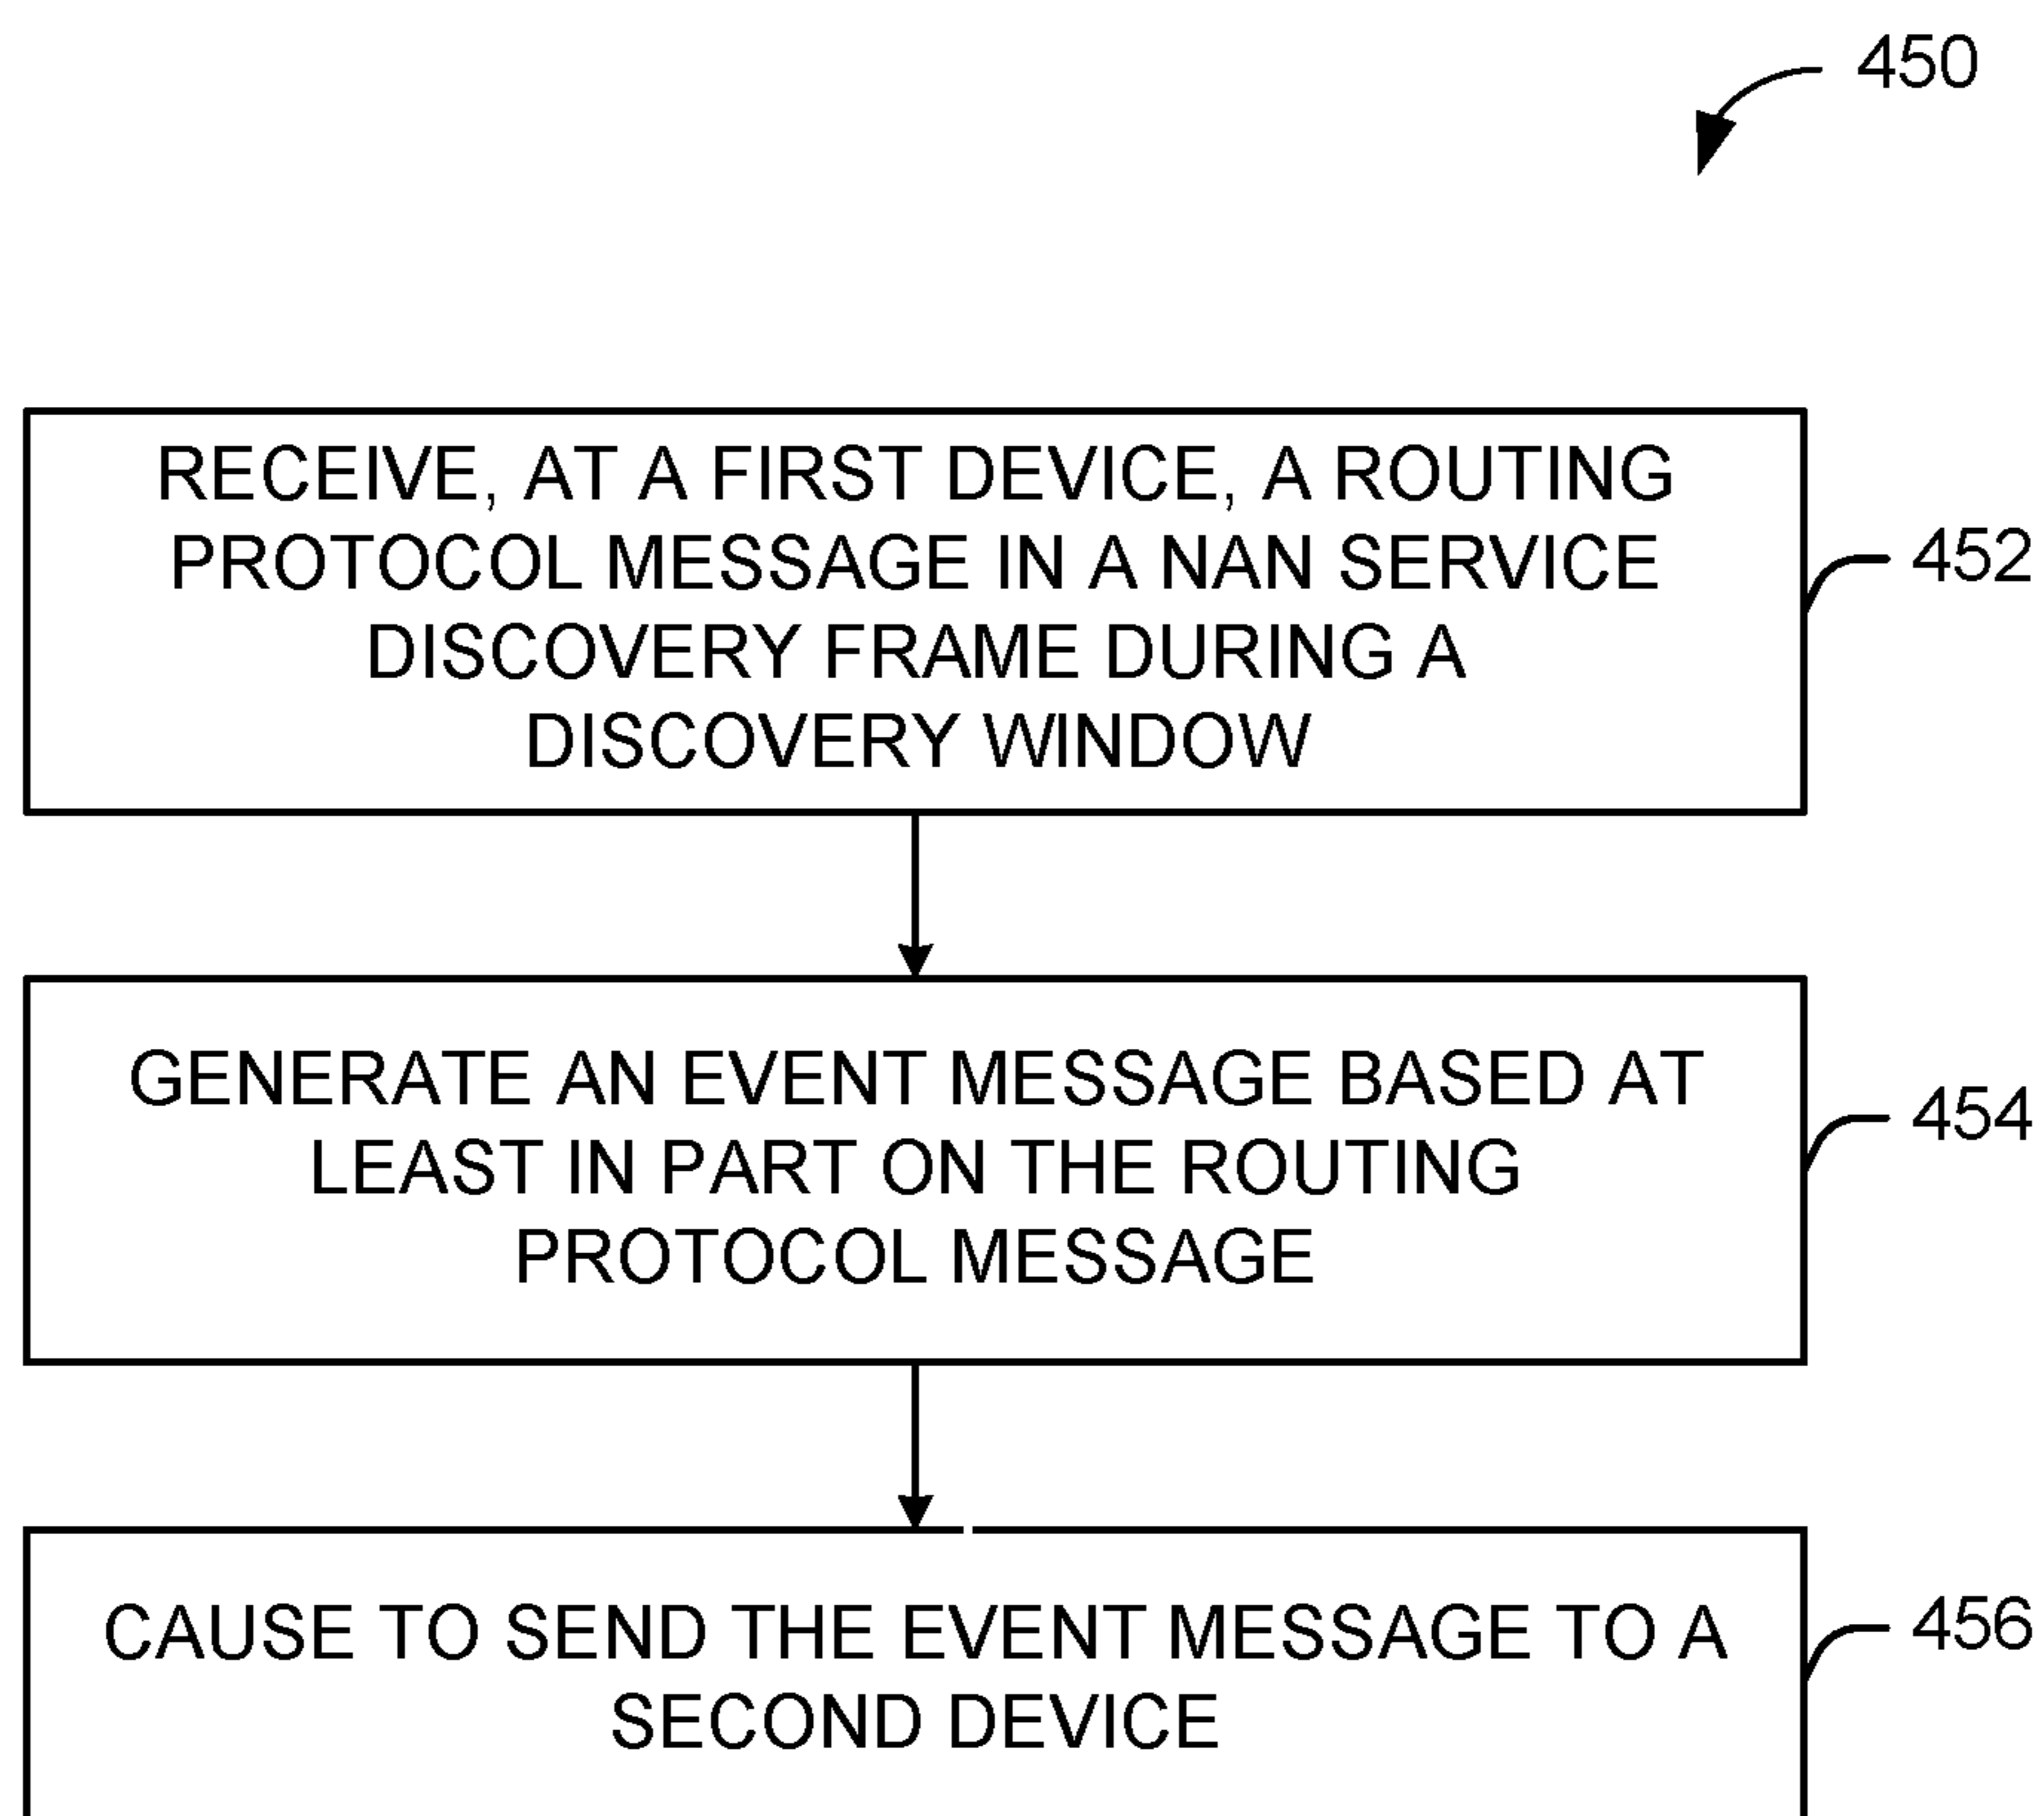 450
RECEIVE, AT A FIRST DEVICE, A ROUTING
PROTOCOL MESSAGE IN A NAN SERVICE
DISCOVERY FRAME DURING A
DISCOVERY WINDOW
452
GENERATE AN EVENT MESSAGE BASED AT
LEAST IN PART ON THE ROUTING
PROTOCOL MESSAGE
454
CAUSE TO SEND THE EVENT MESSAGE TO A
SECOND DEVICE
456